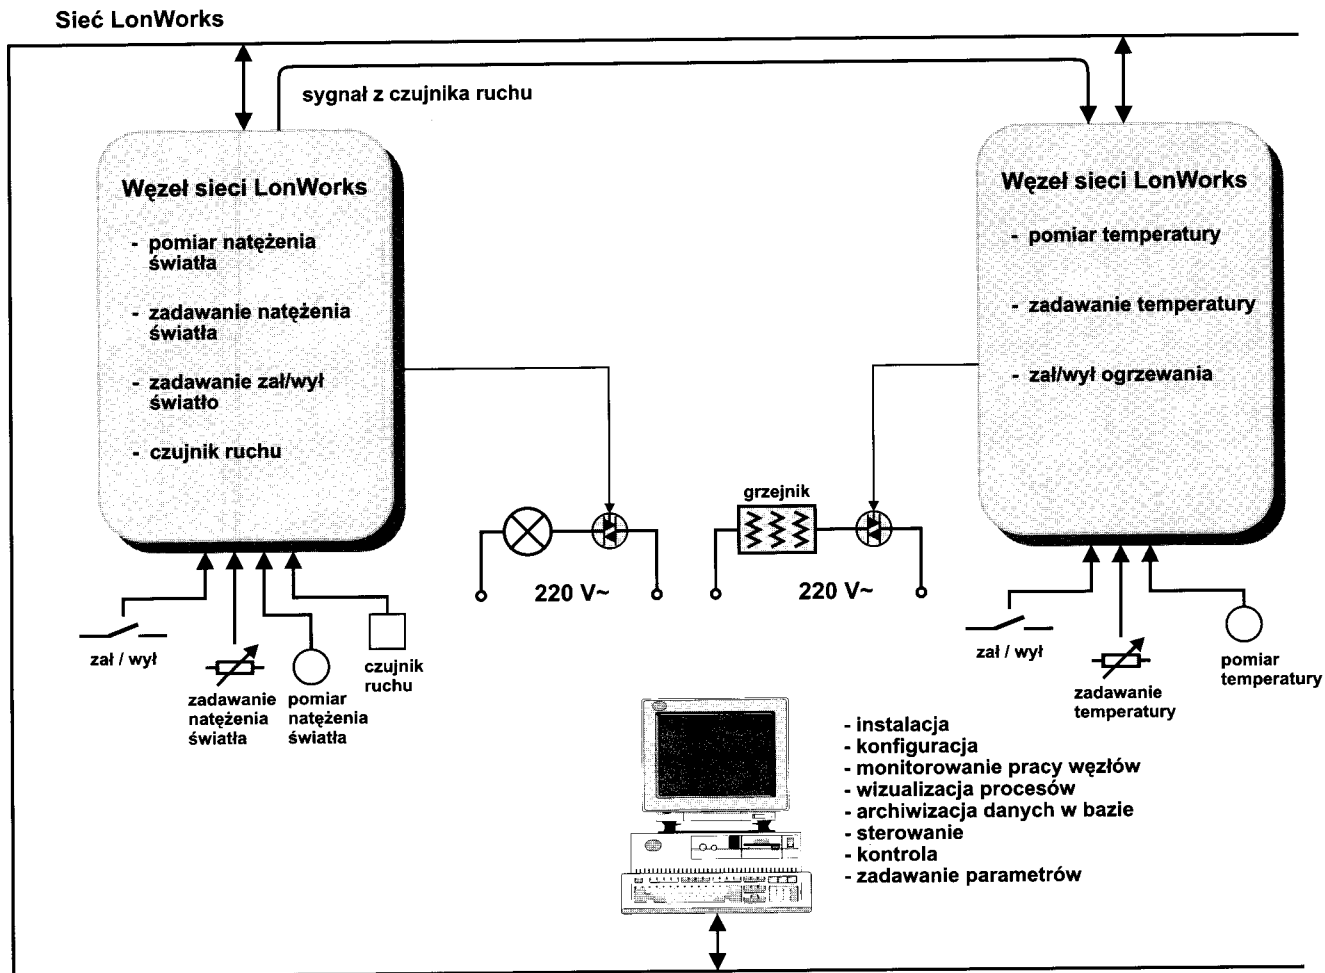 Sieć LonWorks
sygnał z czujnika ruchu
Węzeł sieci LonWorks
- pomiar natężenia
światła
- zadawanie natężenia
światła
- zadawanie zał/wył
światło
- czujnik ruchu
Węzeł sieci LonWorks
- pomiar temperatury
- zadawanie temperatury
- zał/wył ogrzewania
grzejnik
220 V~
220 V~
zał / wył
zadawanie
natężenia
światła
pomiar
natężenia
światła
czujnik
ruchu
zał / wył
zadawanie
temperatury
pomiar
temperatury
- instalacja
- konfiguracja
- monitorowanie pracy węzłów
- wizualizacja procesów
- archiwizacja danych w bazie
- sterowanie
- kontrola
- zadawanie parametrów